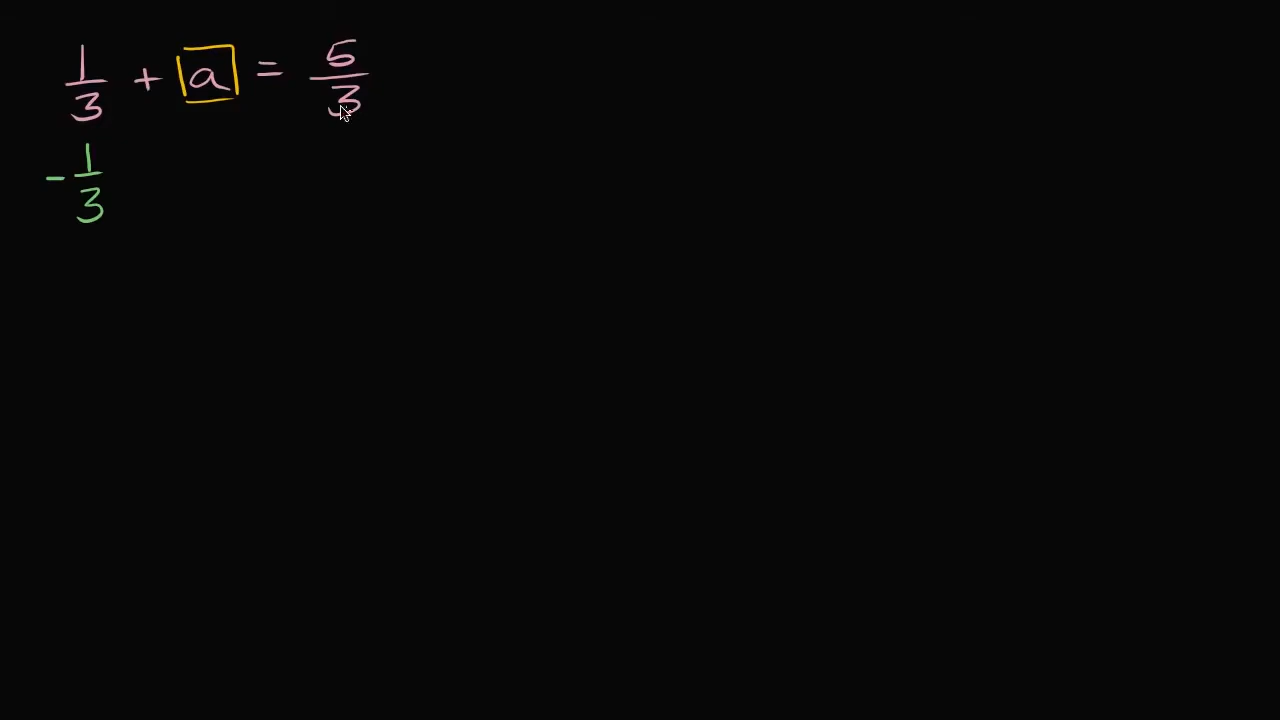 1/3 + a = 5/3
- 1/3